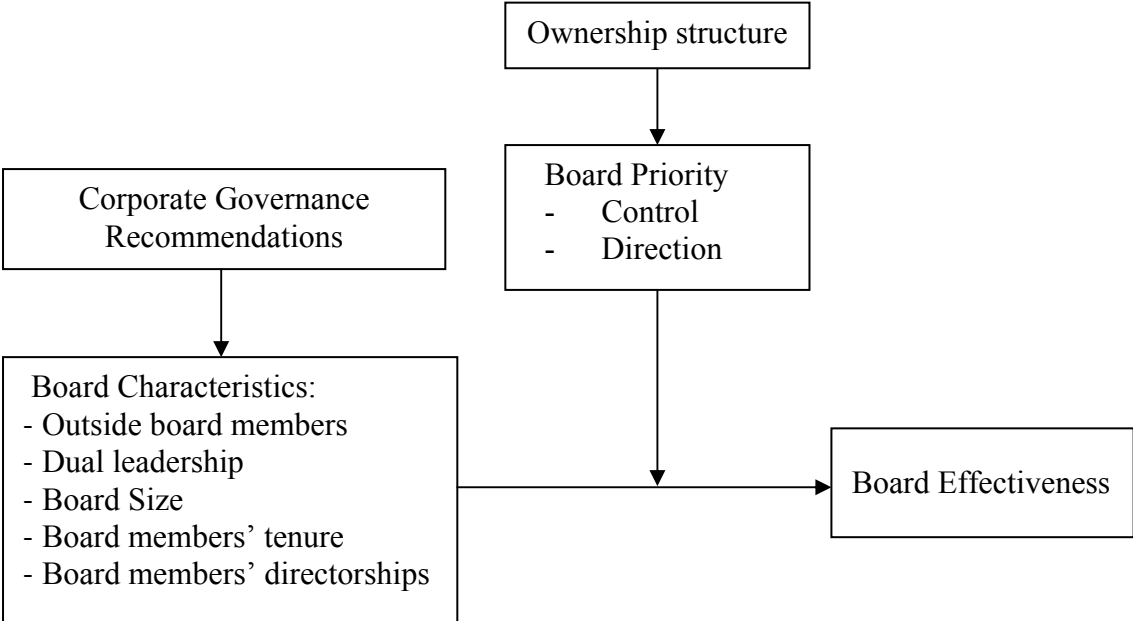 Ownership structure
Board Priority
- Control
- Direction
Corporate Governance
Recommendations
Board Characteristics:
- Outside board members
- Dual leadership
- Board Size
- Board members’ tenure
- Board members’ directorships
Board Effectiveness